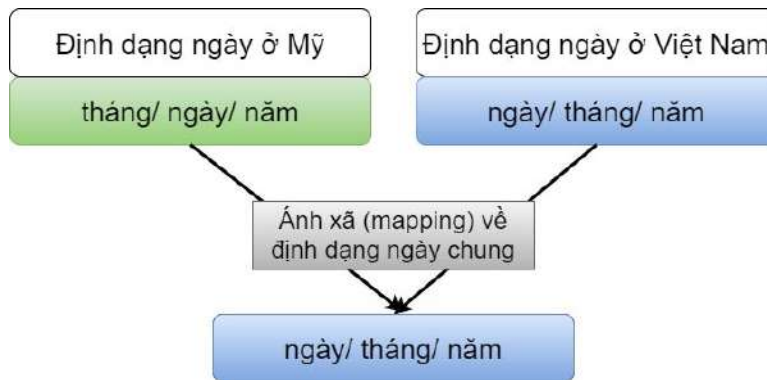 Định dạng ngày ở Mỹ
Định dạng ngày ở Việt Nam
tháng/ ngày/ năm
ngày/ tháng/ năm
Ánh xã (mapping) về
định dạng ngày chung
ngày/ tháng/ năm